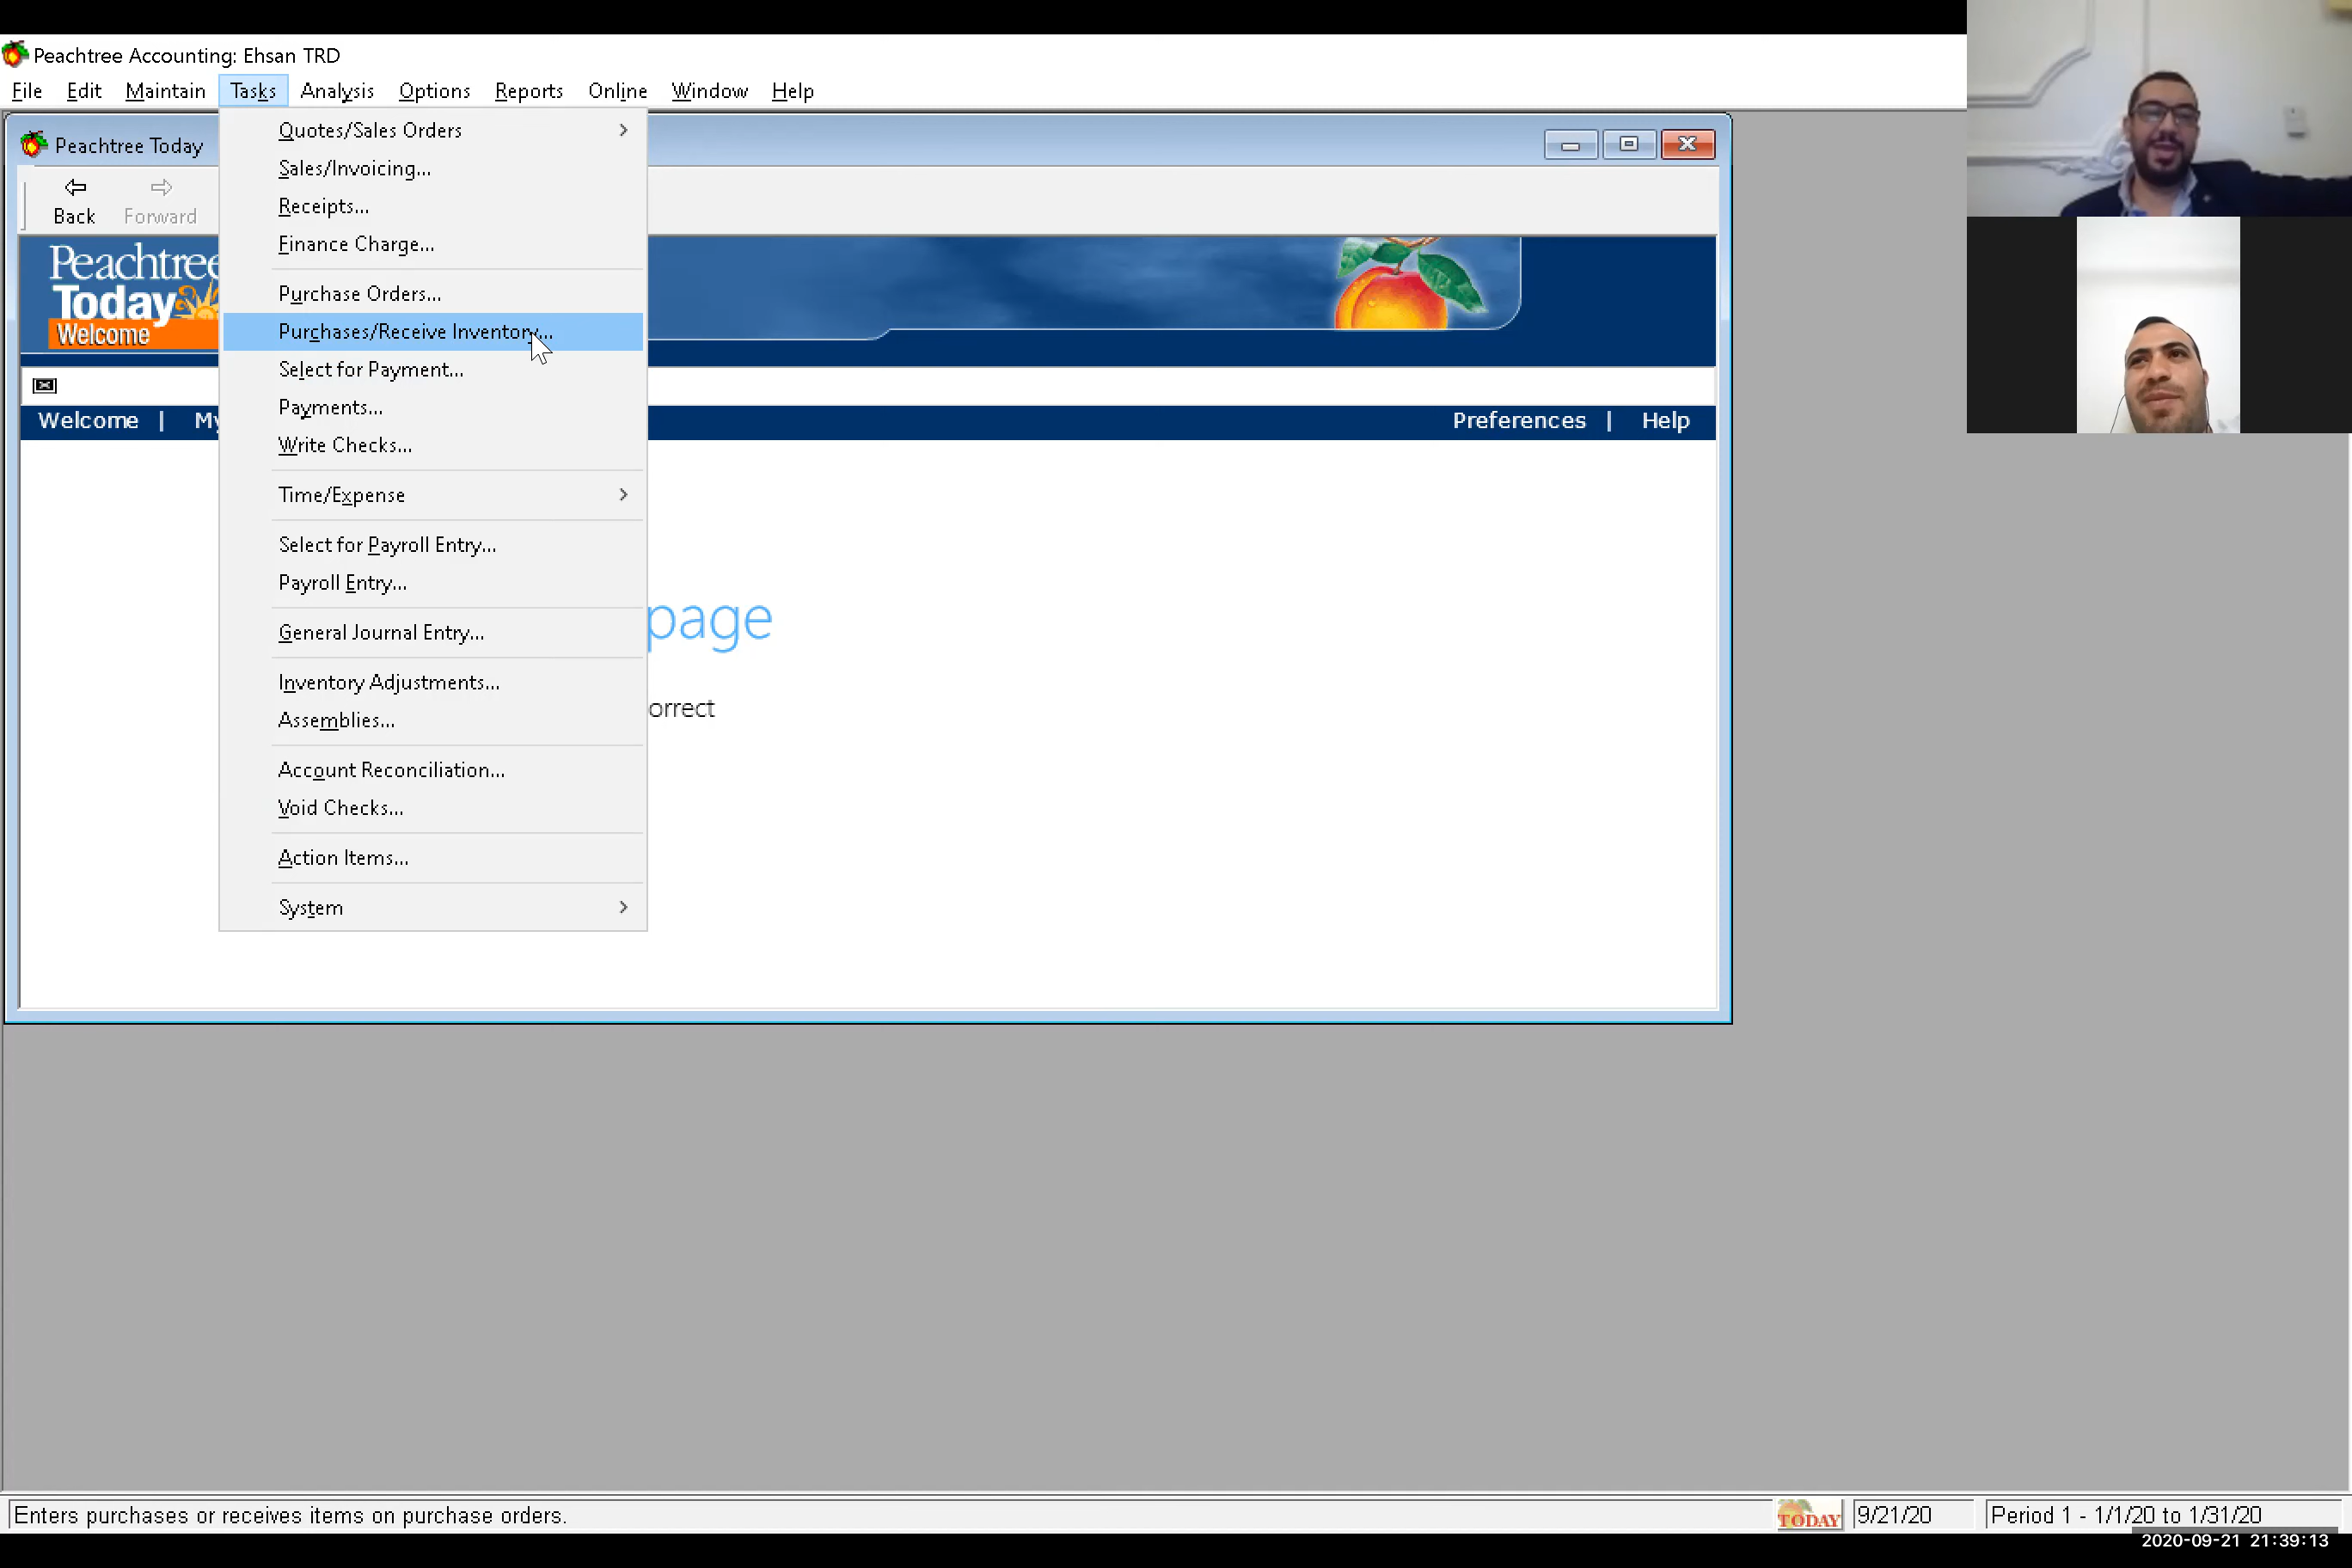 Peachtree Accounting: Ehsan TRD
File Edit Maintain Tasks Analysis Options Reports Online Window Help
Peachtree Today
Back Forward
Peachtree
Today
Welcome
Welcome | My
Preferences | Help
Quotes/Sales Orders
Sales/Invoicing...
Receipts...
Finance Charge...
Purchase Orders...
Purchases/Receive Inventory...
Select for Payment...
Payments...
Write Checks...
Time/Expense
Select for Payroll Entry...
Payroll Entry...
General Journal Entry...
Inventory Adjustments...
Assemblies...
Account Reconciliation...
Void Checks...
Action Items...
System
page
orrect
Enters purchases or receives items on purchase orders.
TODAY
9/21/20
Period 1 - 1/1/20 to 1/31/20
2020-09-21 21:39:13